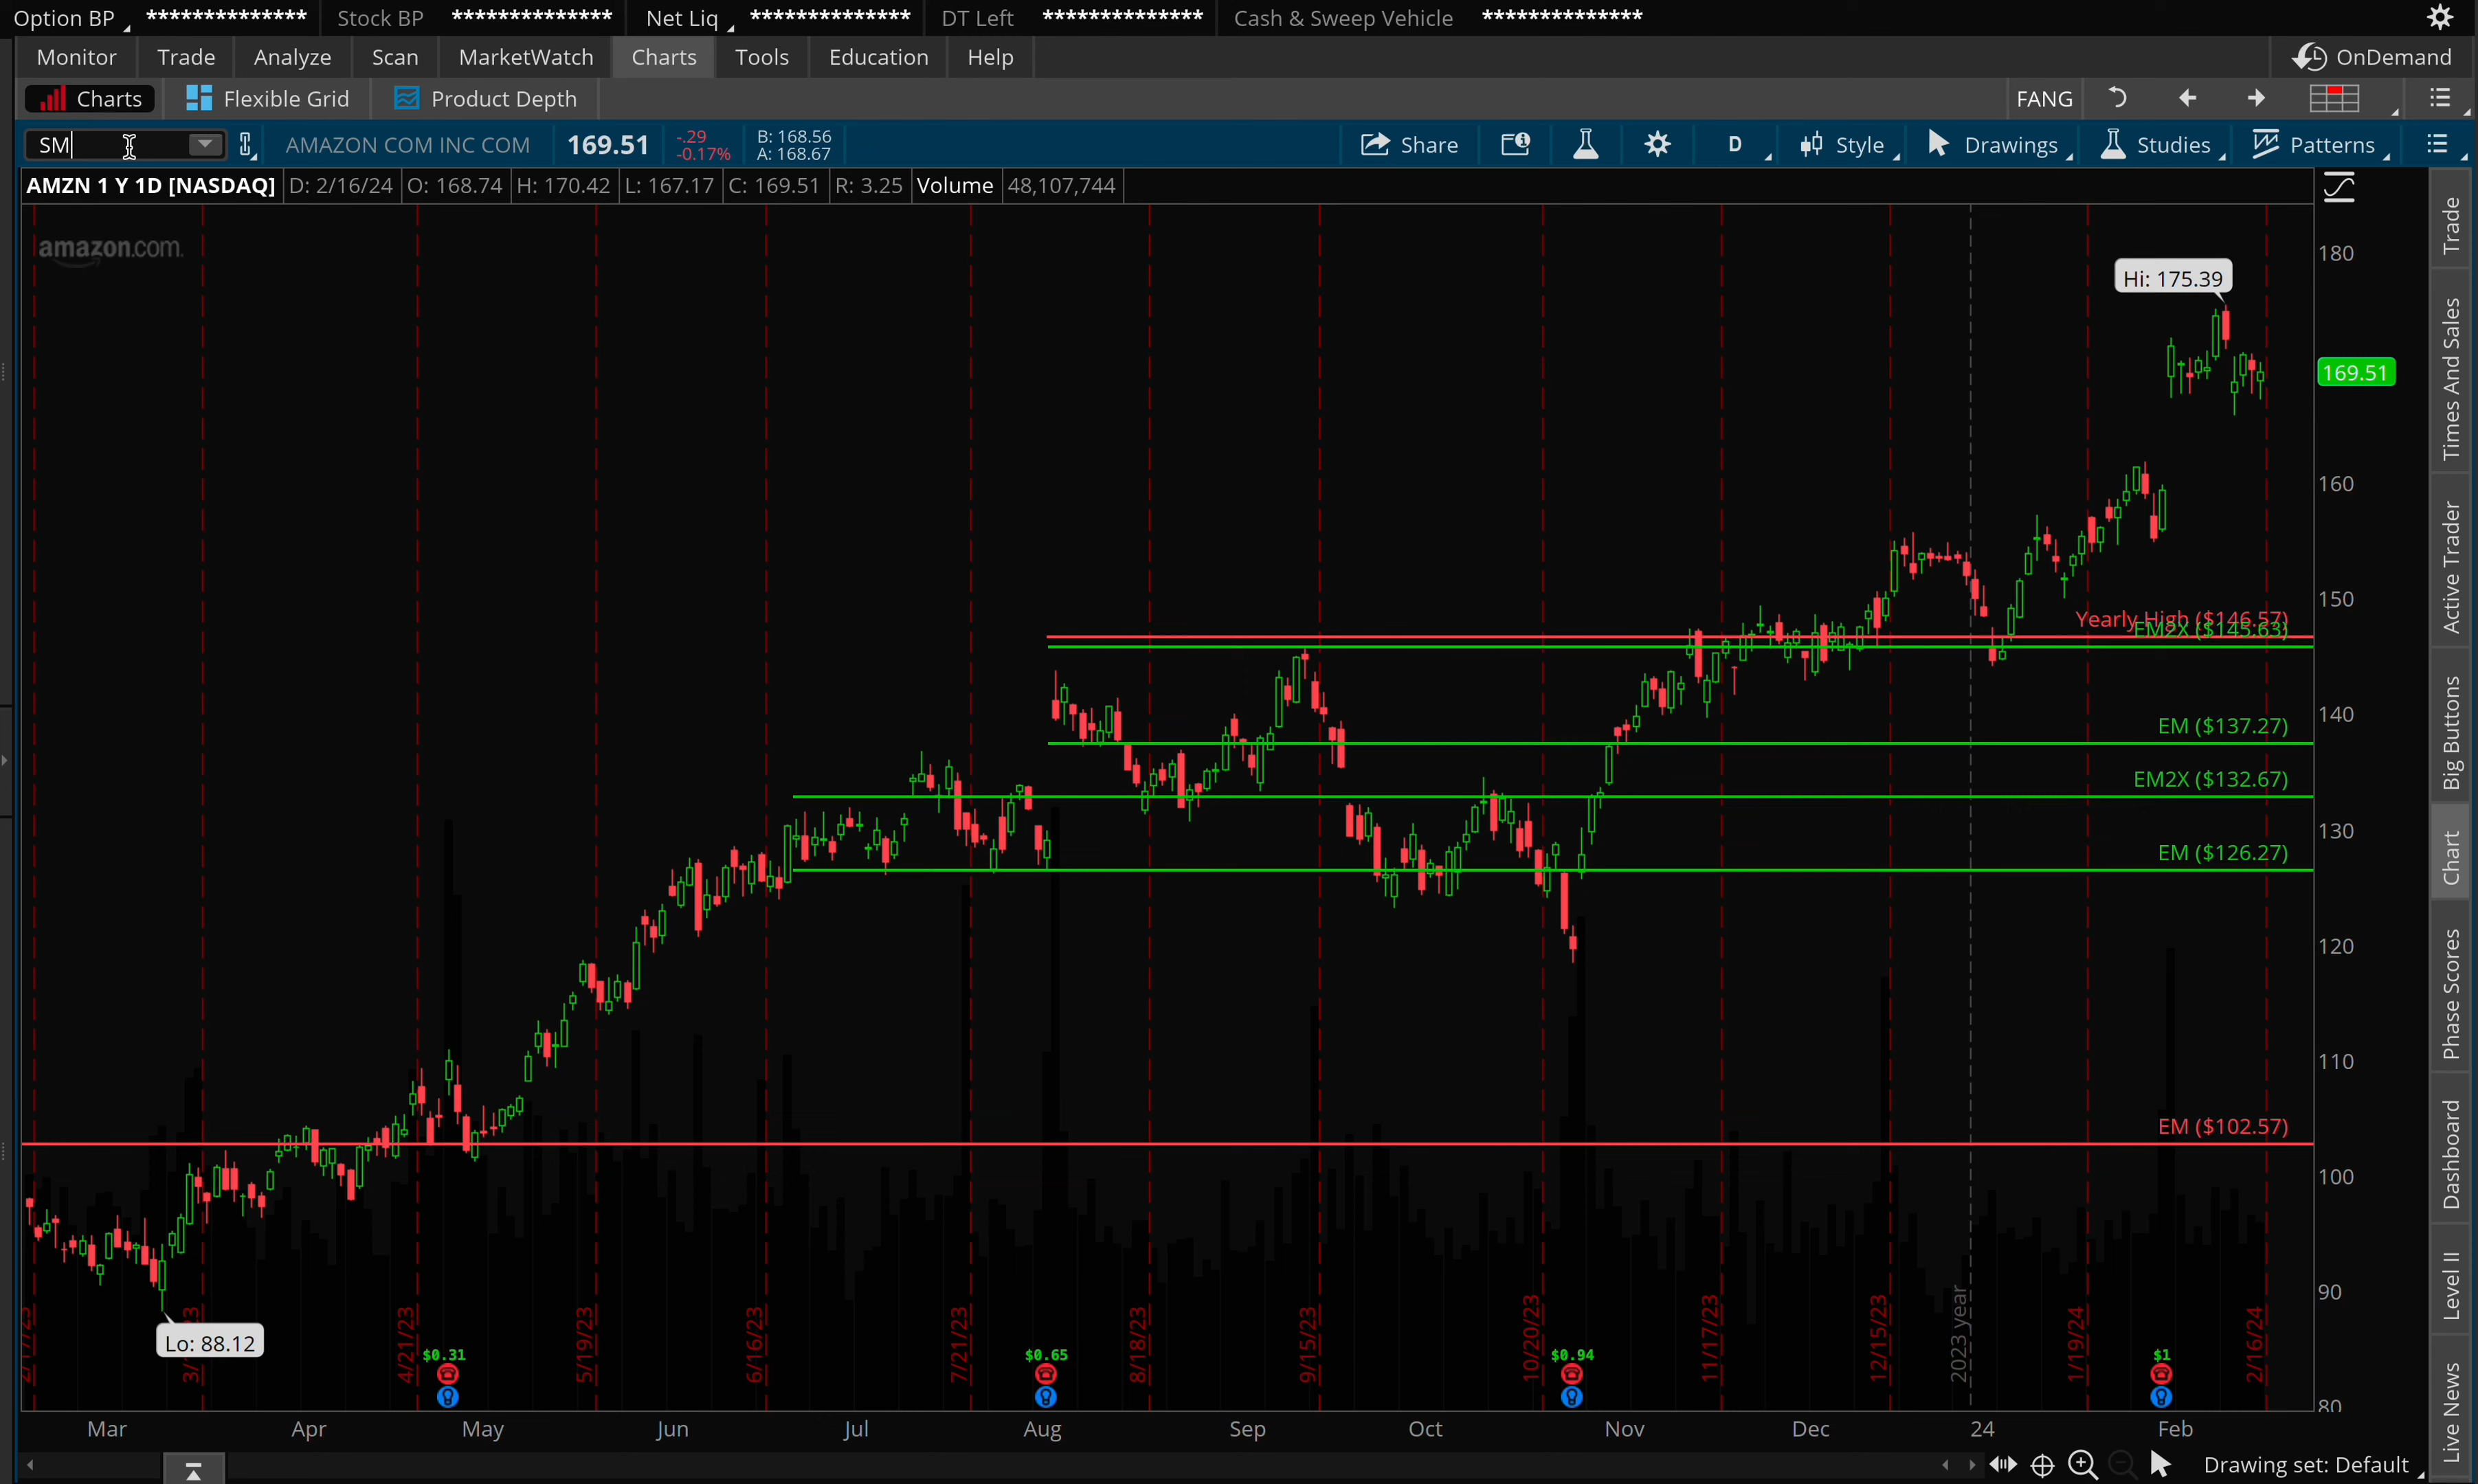 Option BP ************** Stock BP ************** Net Liq ************** DT Left ************** Cash & Sweep Vehicle **************
Monitor Trade Analyze Scan MarketWatch Charts Tools Education Help OnDemand
Charts Flexible Grid Product Depth FANG
SM AMAZON COM INC COM 169.51 -.29 B: 168.56 Share D Style Drawings Studies Patterns
-0.17% A: 168.67
AMZN 1 Y 1D [NASDAQ] D: 2/16/24 O: 168.74 H: 170.42 L: 167.17 C: 169.51 R: 3.25 Volume 48,107,744
amazon.com.
Hi: 175.39
Yearly High ($146.57)
EM2X ($145.63)
EM ($137.27)
EM2X ($132.67)
EM ($126.27)
EM ($102.57)
Lo: 88.12
180
169.51
160
150
140
130
120
110
100
90
80
4/21/23
5/19/23
6/16/23
7/21/23
8/18/23
9/15/23
10/20/23
11/17/23
12/15/23
2023 year
1/19/24
2/16/24
$0.31
$0.65
$0.94
$1
Mar Apr May Jun Jul Aug Sep Oct Nov Dec 24 Feb
Drawing set: Default
Trade
Times And Sales
Active Trader
Big Buttons
Chart
Phase Scores
Dashboard
Level II
Live News